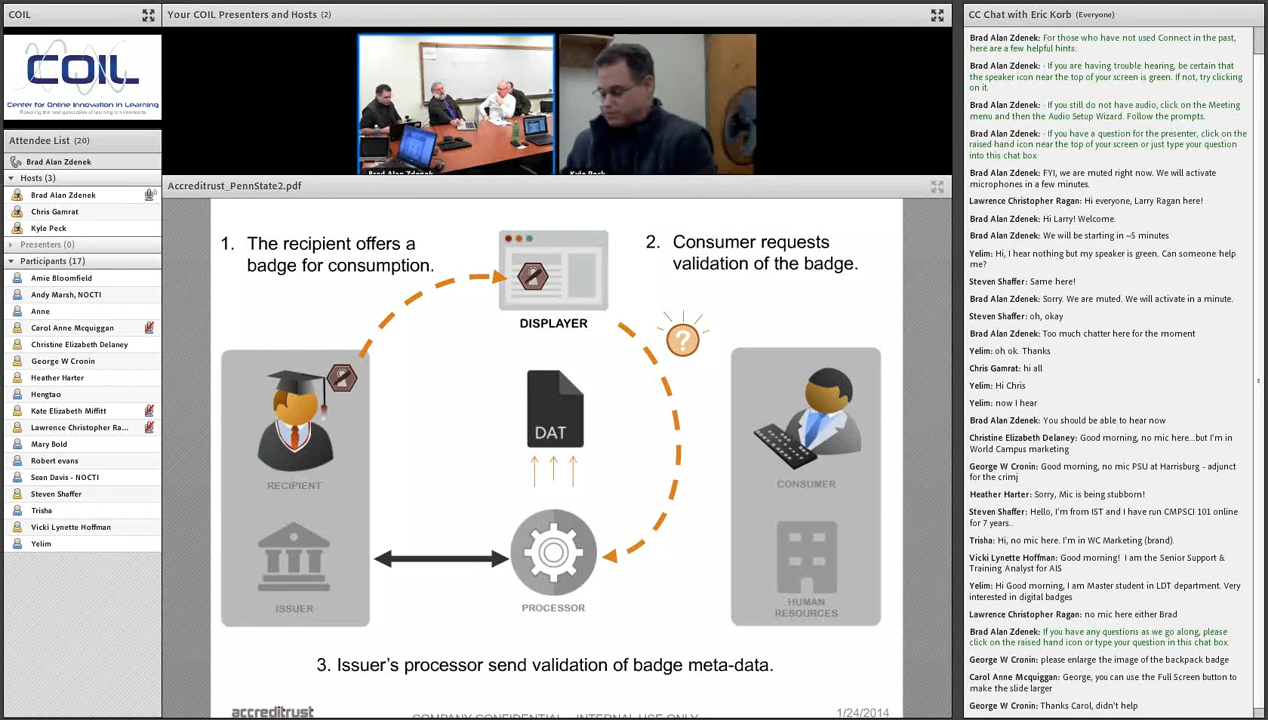 COIL
COIL
Center for Online Innovation in Learning
Powering the next generation of learning environments
Attendee List (20)
Brad Alan Zdenek
Hosts (3)
Brad Alan Zdenek
Chris Gamrat
Kyle Peck
Presenters (0)
Participants (17)
Amie Bloomfield
Andy Marsh, NOCTI
Anne
Carol Anne Mcquiggan
Christine Elizabeth Delaney
George W Cronin
Heather Harter
Hengtao
Kate Elizabeth Miffitt
Lawrence Christopher Ra...
Mary Bold
Robert evans
Sean Davis - NOCTI
Steven Shaffer
Trisha
Vicki Lynette Hoffman
Yelim
Your COIL Presenters and Hosts (2)
Brad Alan Zdenek
Kyle Peck
Accreditrust_PennState2.pdf
1. The recipient offers a
badge for consumption.
2. Consumer requests
validation of the badge.
DISPLAYER
?
DAT
RECIPIENT
CONSUMER
ISSUER
PROCESSOR
HUMAN
RESOURCES
3. Issuer's processor send validation of badge meta-data.
accreditrust
COMPANY CONFIDENTIAL - INTERNAL USE ONLY
1/24/2014
CC Chat with Eric Korb (Everyone)
Brad Alan Zdenek: For those who have not used Connect in the past,
here are a few helpful hints:
Brad Alan Zdenek: - If you are having trouble hearing, be certain that
the speaker icon near the top of your screen is green. If not, try clicking
on it.
Brad Alan Zdenek: - If you still do not have audio, click on the Meeting
menu and then the Audio Setup Wizard. Follow the prompts.
Brad Alan Zdenek: - If you have a question for the presenter, click on the
raised hand icon near the top of your screen or just type your question
into this chat box
Brad Alan Zdenek: FYI, we are muted right now. We will activate
microphones in a few minutes.
Lawrence Christopher Ragan: Hi everyone, Larry Ragan here!
Brad Alan Zdenek: Hi Larry! Welcome.
Brad Alan Zdenek: We will be starting in ~5 minutes
Yelim: Hi, I hear nothing but my speaker is green. Can someone help
me?
Steven Shaffer: Same here!
Brad Alan Zdenek: Sorry. We are muted. We will activate in a minute.
Steven Shaffer: oh, okay
Brad Alan Zdenek: Too much chatter here for the moment
Yelim: oh ok. Thanks
Chris Gamrat: hi all
Yelim: Hi Chris
Yelim: now I hear
Brad Alan Zdenek: You should be able to hear now
Christine Elizabeth Delaney: Good morning, no mic here...but I'm in
World Campus marketing
George W Cronin: Good morning, no mic PSU at Harrisburg - adjunct
for the crimj
Heather Harter: Sorry, Mic is being stubborn!
Steven Shaffer: Hello, I'm from IST and I have run CMPSCI 101 online
for 7 years..
Trisha: Hi, no mic here. I'm in WC Marketing (brand).
Vicki Lynette Hoffman: Good morning! I am the Senior Support &
Training Analyst for AIS
Yelim: Hi Good morning, I am Master student in LDT department. Very
interested in digital badges
Lawrence Christopher Ragan: no mic here either Brad
Brad Alan Zdenek: If you have any questions as we go along, please
click on the raised hand icon or type your question in this chat box.
George W Cronin: please enlarge the image of the backpack badge
Carol Anne Mcquiggan: George, you can use the Full Screen button to
make the slide larger
George W Cronin: Thanks Carol, didn't help